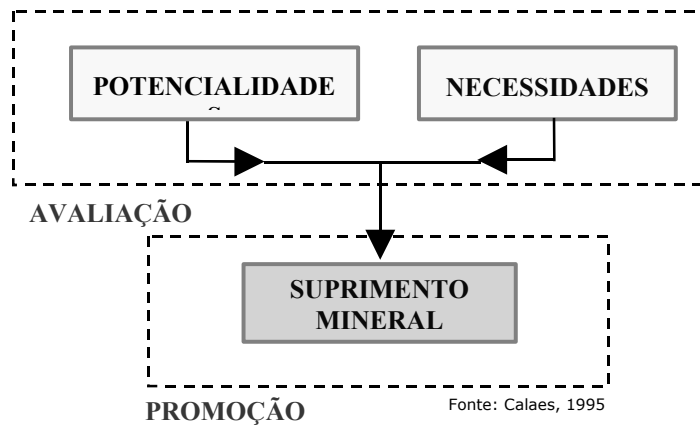 POTENCIALIDADE
NECESSIDADES
AVALIAÇÃO
SUPRIMENTO
MINERAL
PROMOÇÃO
Fonte: Calaes, 1995